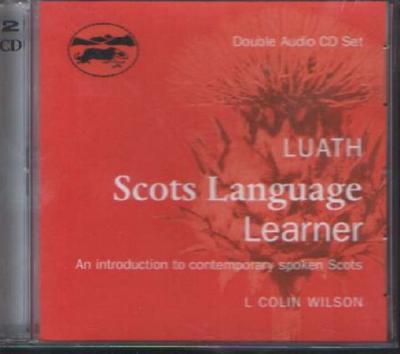 2
CD
Double Audio CD Set
LUATH
Scots Language
Learner
An introduction to contemporary spoken Scots
L COLIN WILSON